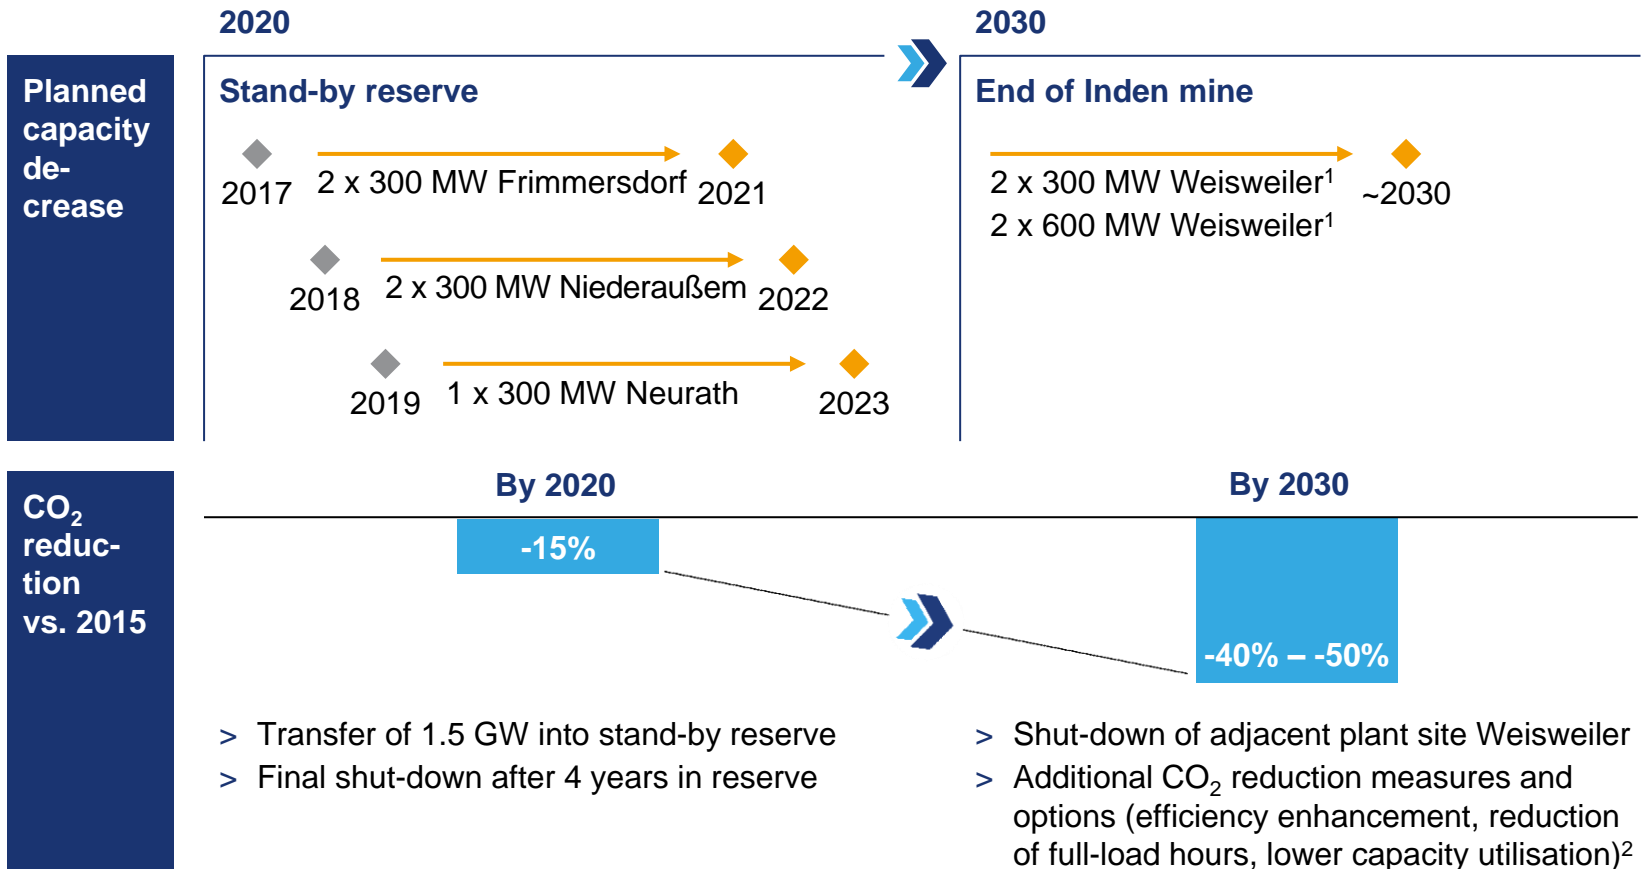 2020
2030
Planned
capacity
de-
crease
Stand-by reserve
2017
2 x 300 MW Frimmersdorf
2021
2018
2 x 300 MW Niederaußem
2022
2019
1 x 300 MW Neurath
2023
End of Inden mine
2 x 300 MW Weisweiler¹
2 x 600 MW Weisweiler¹
~2030
CO₂
reduc-
tion
vs. 2015
By 2020
-15%
By 2030
-40% – -50%
> Transfer of 1.5 GW into stand-by reserve
> Final shut-down after 4 years in reserve
> Shut-down of adjacent plant site Weisweiler
> Additional CO₂ reduction measures and
options (efficiency enhancement, reduction
of full-load hours, lower capacity utilisation)²